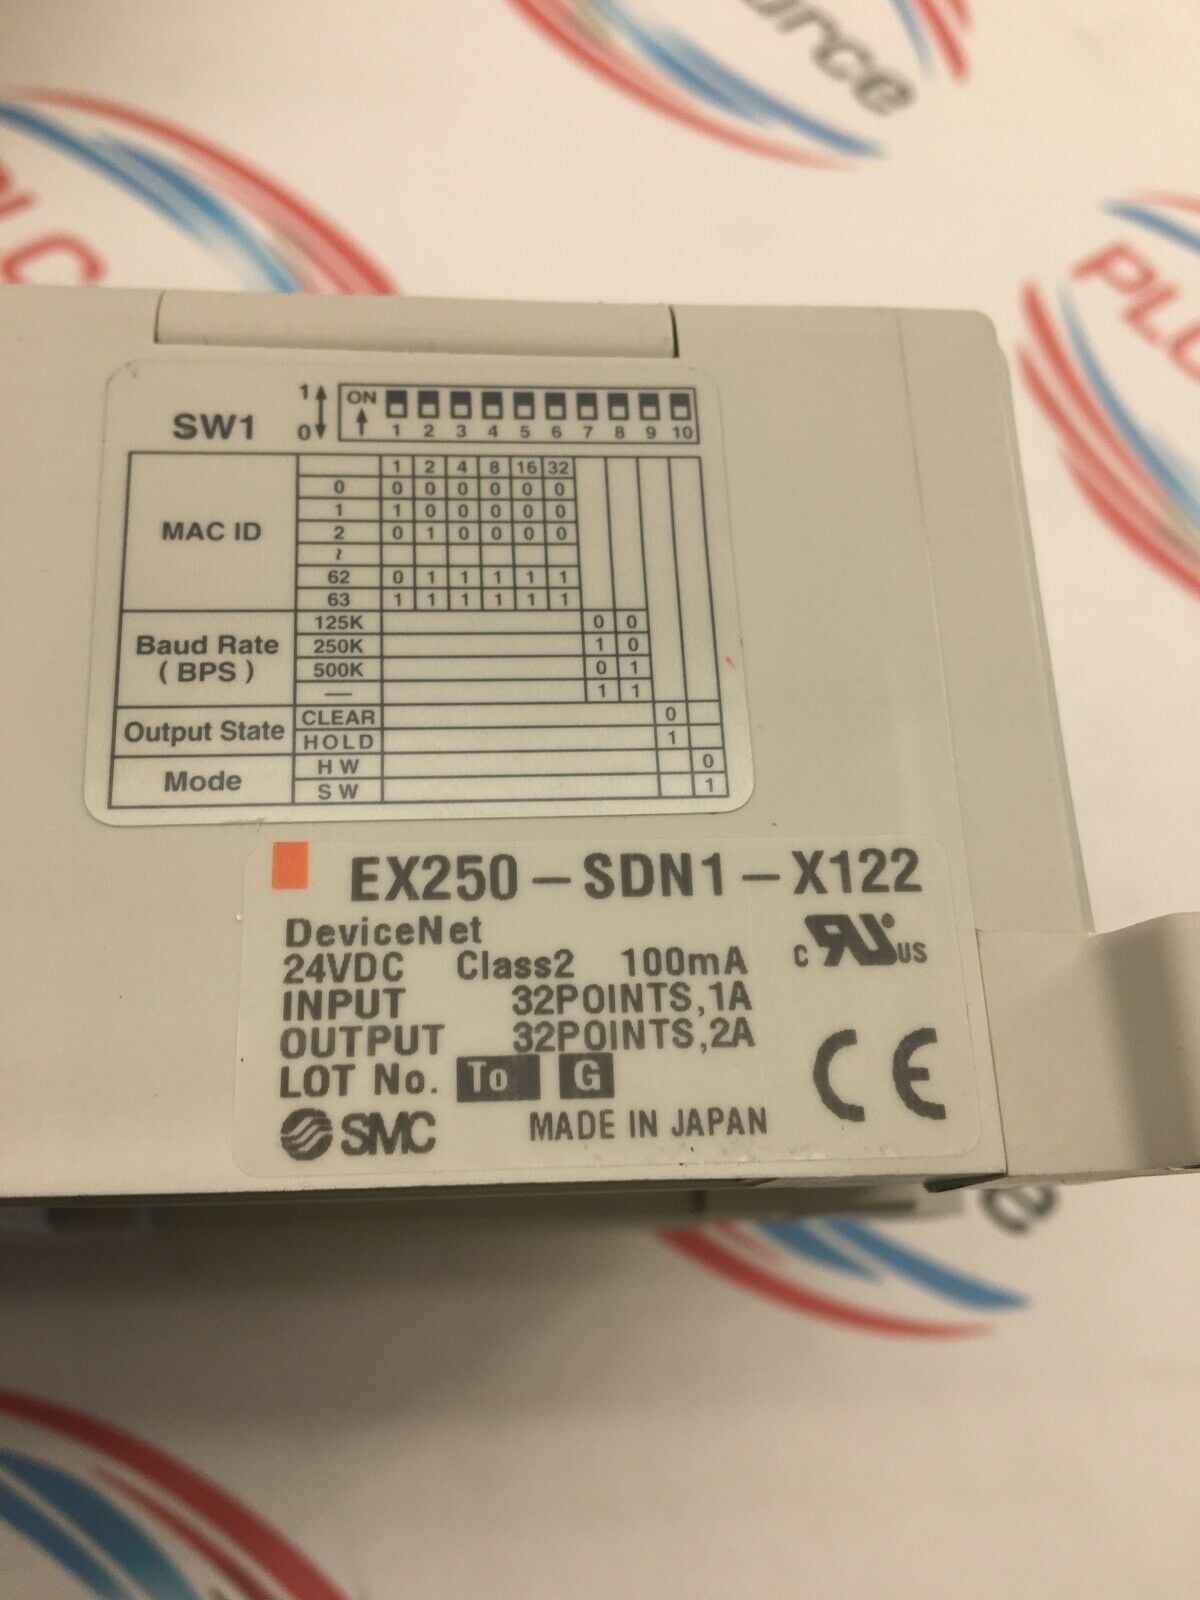 urce
PLC
PLC
SW1 1 0 ON
1 2 3 4 5 6 7 8 9 10
MAC ID
1 2 4 8 16 32
0 0 0 0 0 0 0
1 1 0 0 0 0 0
2 0 1 0 0 0 0
~
62 0 1 1 1 1 1
63 1 1 1 1 1 1
Baud Rate
( BPS )
125K 0 0
250K 1 0
500K 0 1
— 1 1
Output State
CLEAR 0
HOLD 1
Mode
H W 0
S W 1
EX250-SDN1-X122
DeviceNet
24VDC Class2 100mA
INPUT 32POINTS,1A
OUTPUT 32POINTS,2A
LOT No. To G
SMC MADE IN JAPAN
c RU ® US
CE